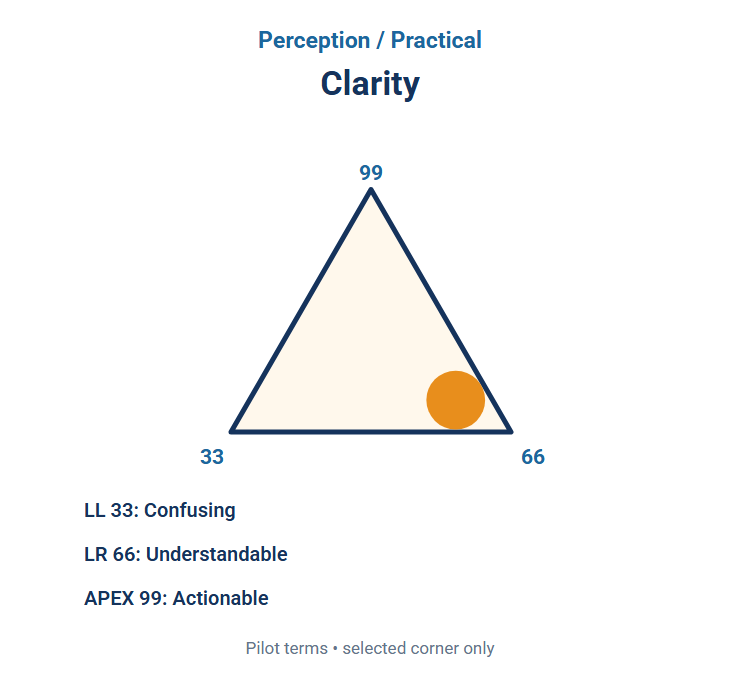 Perception / Practical
Clarity
99
33
66
LL 33: Confusing
LR 66: Understandable
APEX 99: Actionable
Pilot terms • selected corner only